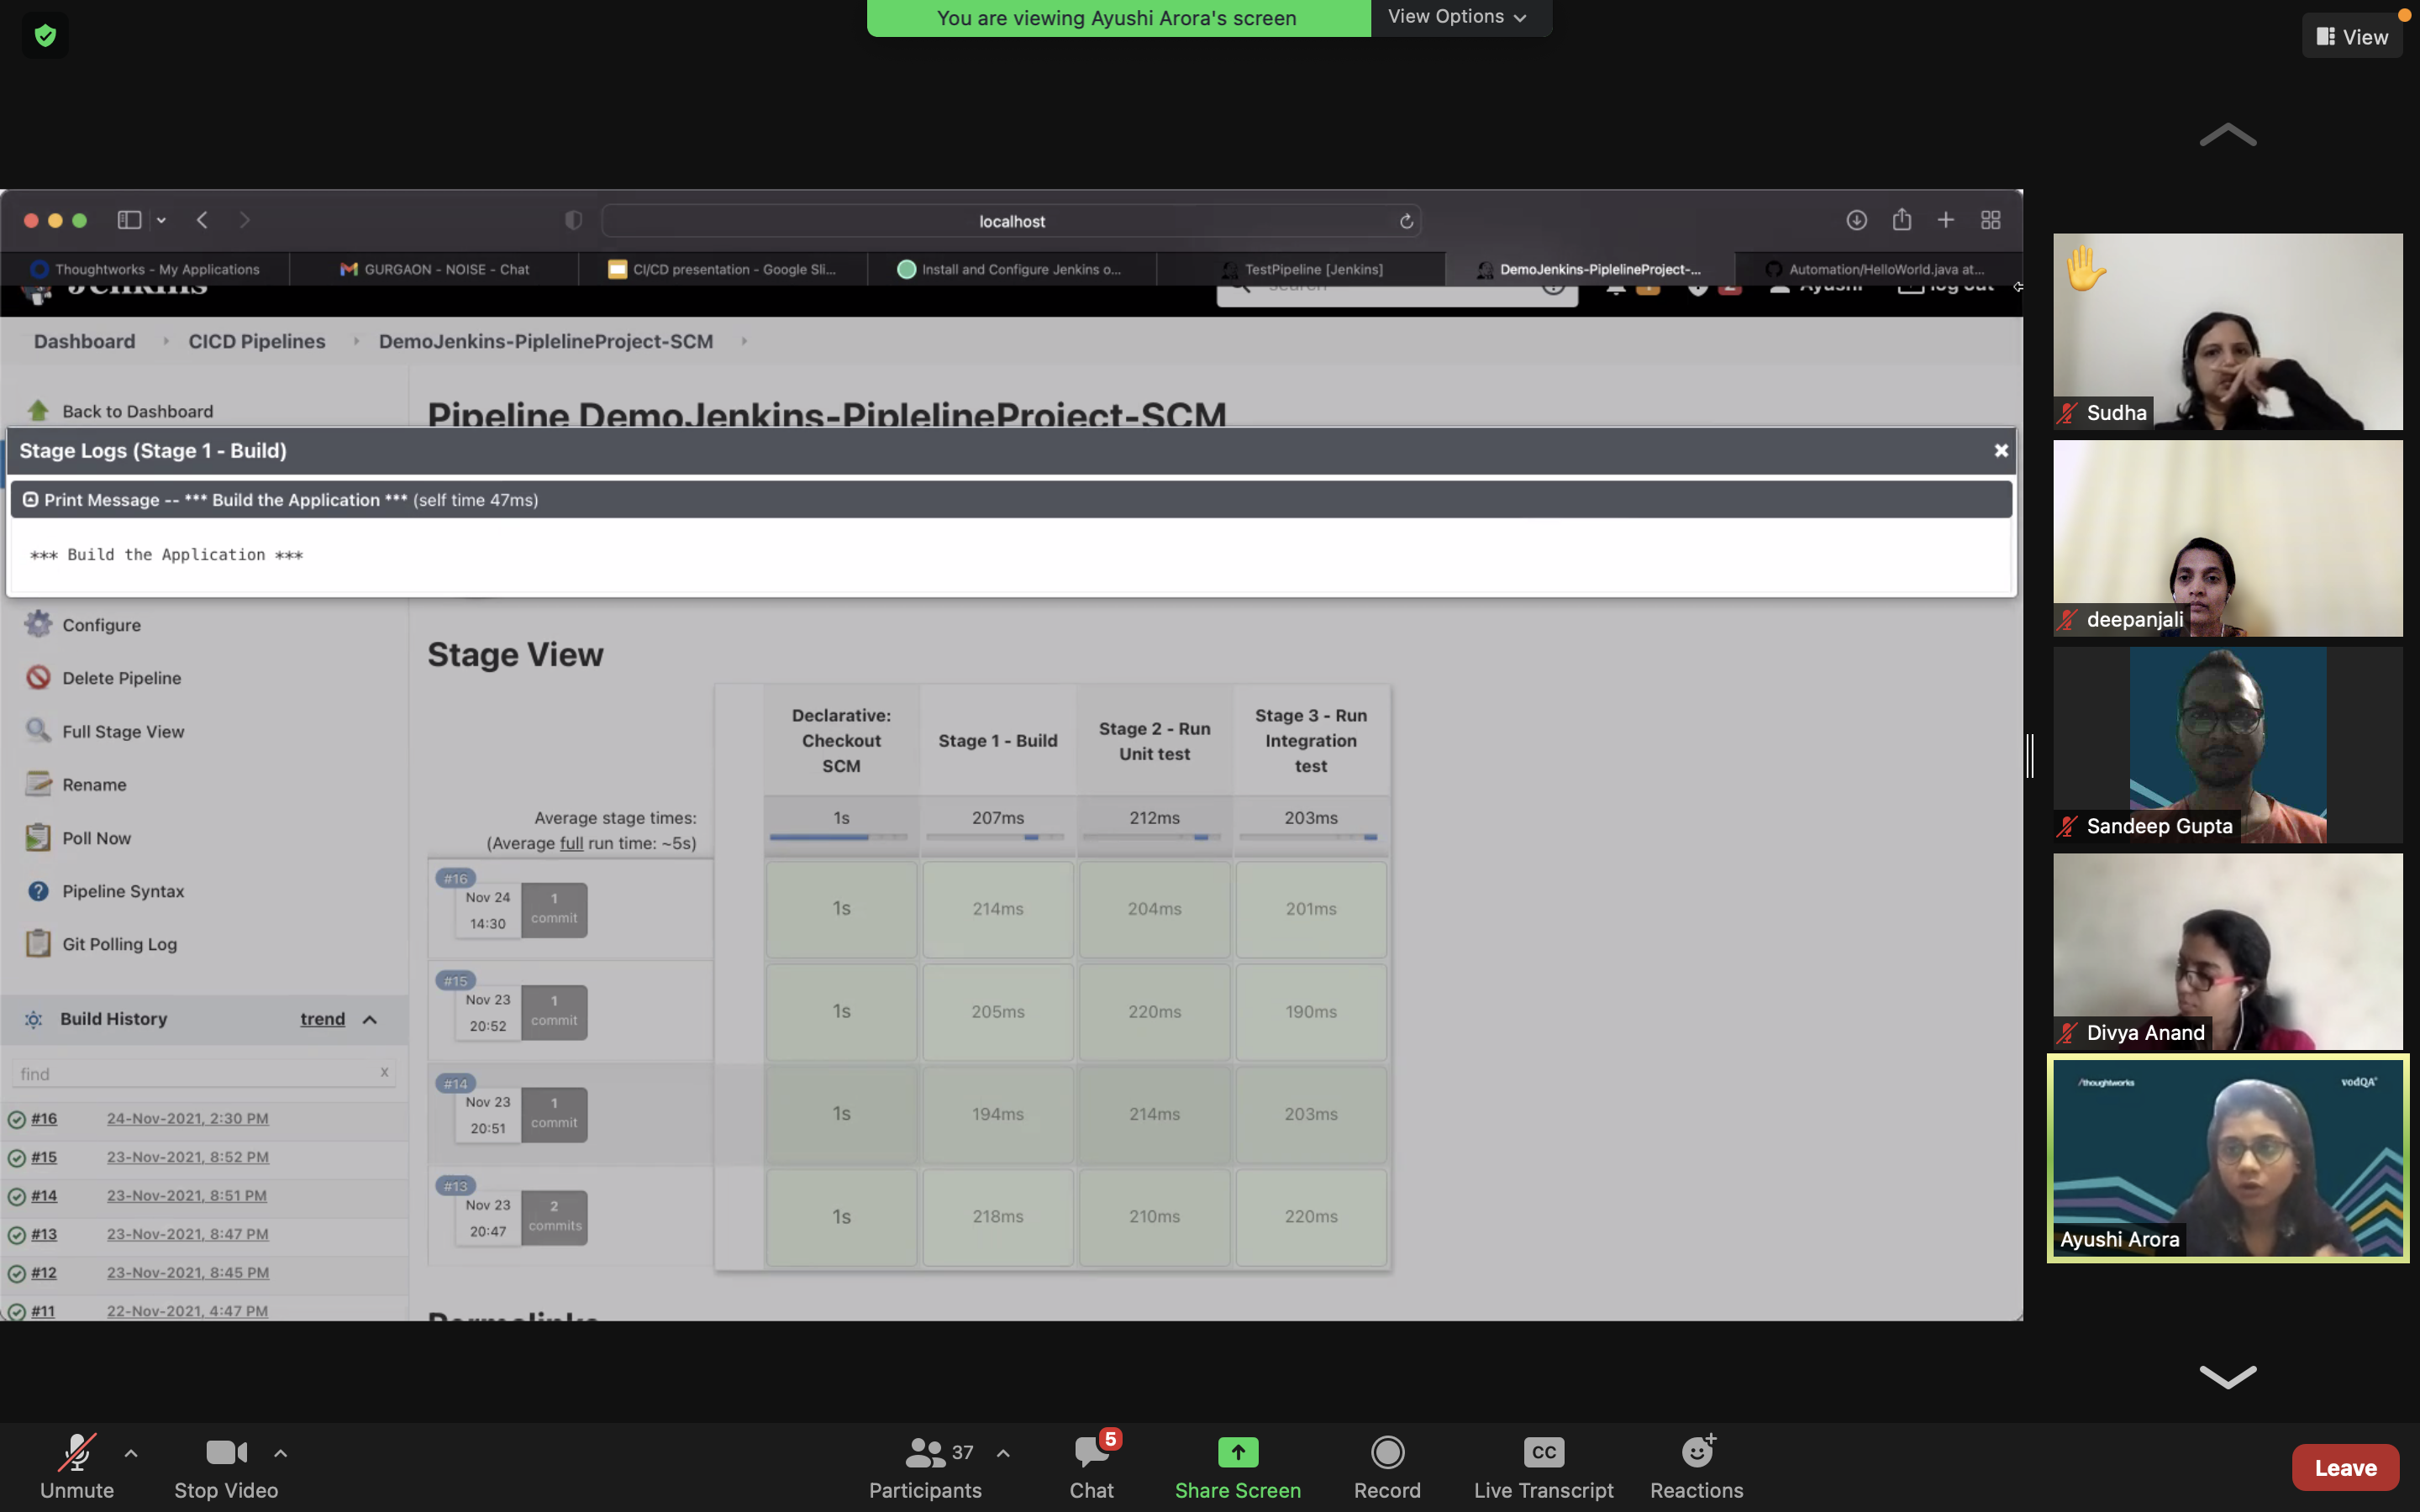 You are viewing Ayushi Arora's screen
View Options
View
localhost
Thoughtworks - My Applications
GURGAON - NOISE - Chat
CI/CD presentation - Google Sli...
Install and Configure Jenkins o...
TestPipeline [Jenkins]
DemoJenkins-PiplelineProject-...
Automation/HelloWorld.java at...
Jenkins
search
Ayushi
log out
Dashboard
CICD Pipelines
DemoJenkins-PiplelineProject-SCM
Back to Dashboard
Pipeline DemoJenkins-PiplelineProject-SCM
Stage Logs (Stage 1 - Build)
Print Message -- *** Build the Application *** (self time 47ms)
*** Build the Application ***
Configure
Delete Pipeline
Full Stage View
Rename
Poll Now
Pipeline Syntax
Git Polling Log
Build History
trend
find
x
#16 24-Nov-2021, 2:30 PM
#15 23-Nov-2021, 8:52 PM
#14 23-Nov-2021, 8:51 PM
#13 23-Nov-2021, 8:47 PM
#12 23-Nov-2021, 8:45 PM
#11 22-Nov-2021, 4:47 PM
Stage View
Declarative:
Checkout
SCM
Stage 1 - Build
Stage 2 - Run
Unit test
Stage 3 - Run
Integration
test
Average stage times:
(Average full run time: ~5s)
1s 207ms 212ms 203ms
#16
Nov 24
14:30
1
commit
1s 214ms 204ms 201ms
#15
Nov 23
20:52
1
commit
1s 205ms 220ms 190ms
#14
Nov 23
20:51
1
commit
1s 194ms 214ms 203ms
#13
Nov 23
20:47
2
commits
1s 218ms 210ms 220ms
Permalinks
Sudha
deepanjali
Sandeep Gupta
Divya Anand
/thoughtworks
vodQA
Ayushi Arora
Unmute
Stop Video
37
Participants
5
Chat
Share Screen
Record
CC
Live Transcript
Reactions
Leave